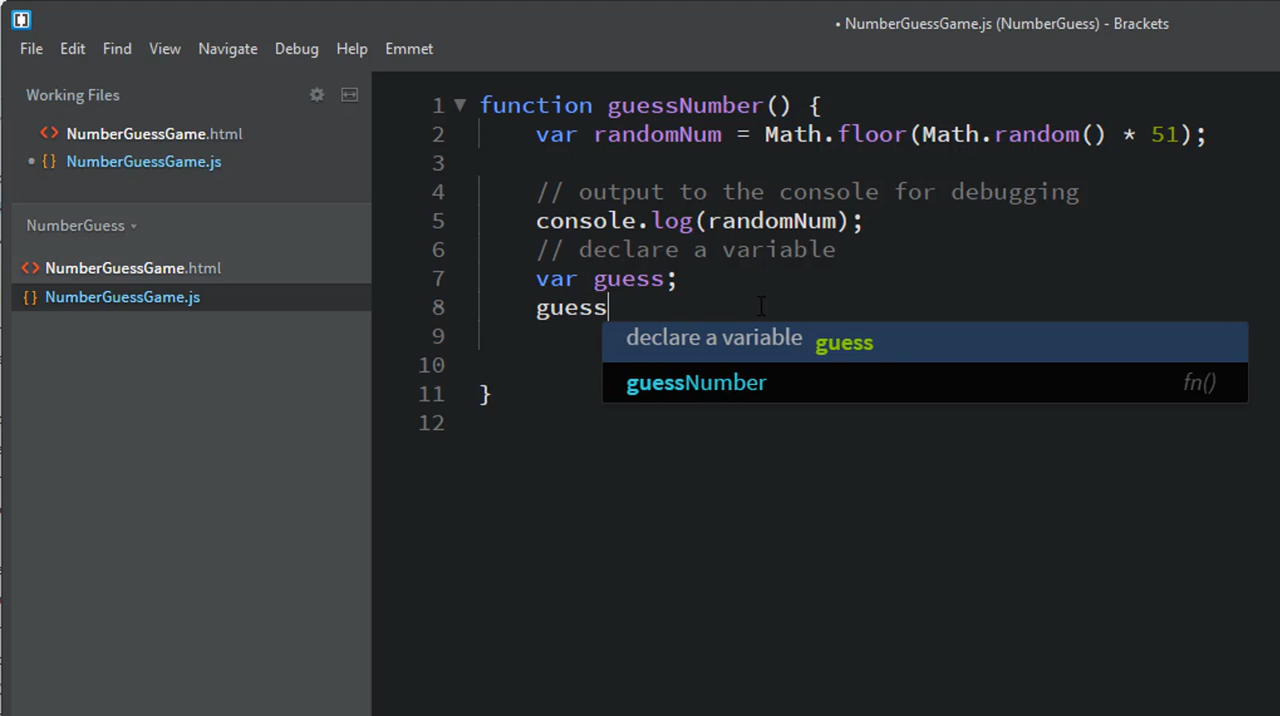 • NumberGuessGame.js (NumberGuess) - Brackets
File Edit Find View Navigate Debug Help Emmet
Working Files
<> NumberGuessGame.html
• {} NumberGuessGame.js
NumberGuess
<> NumberGuessGame.html
{} NumberGuessGame.js
1 function guessNumber() {
2 var randomNum = Math.floor(Math.random() * 51);
3
4 // output to the console for debugging
5 console.log(randomNum);
6 // declare a variable
7 var guess;
8 guess
9
declare a variable guess
10
guessNumber fn()
11 }
12